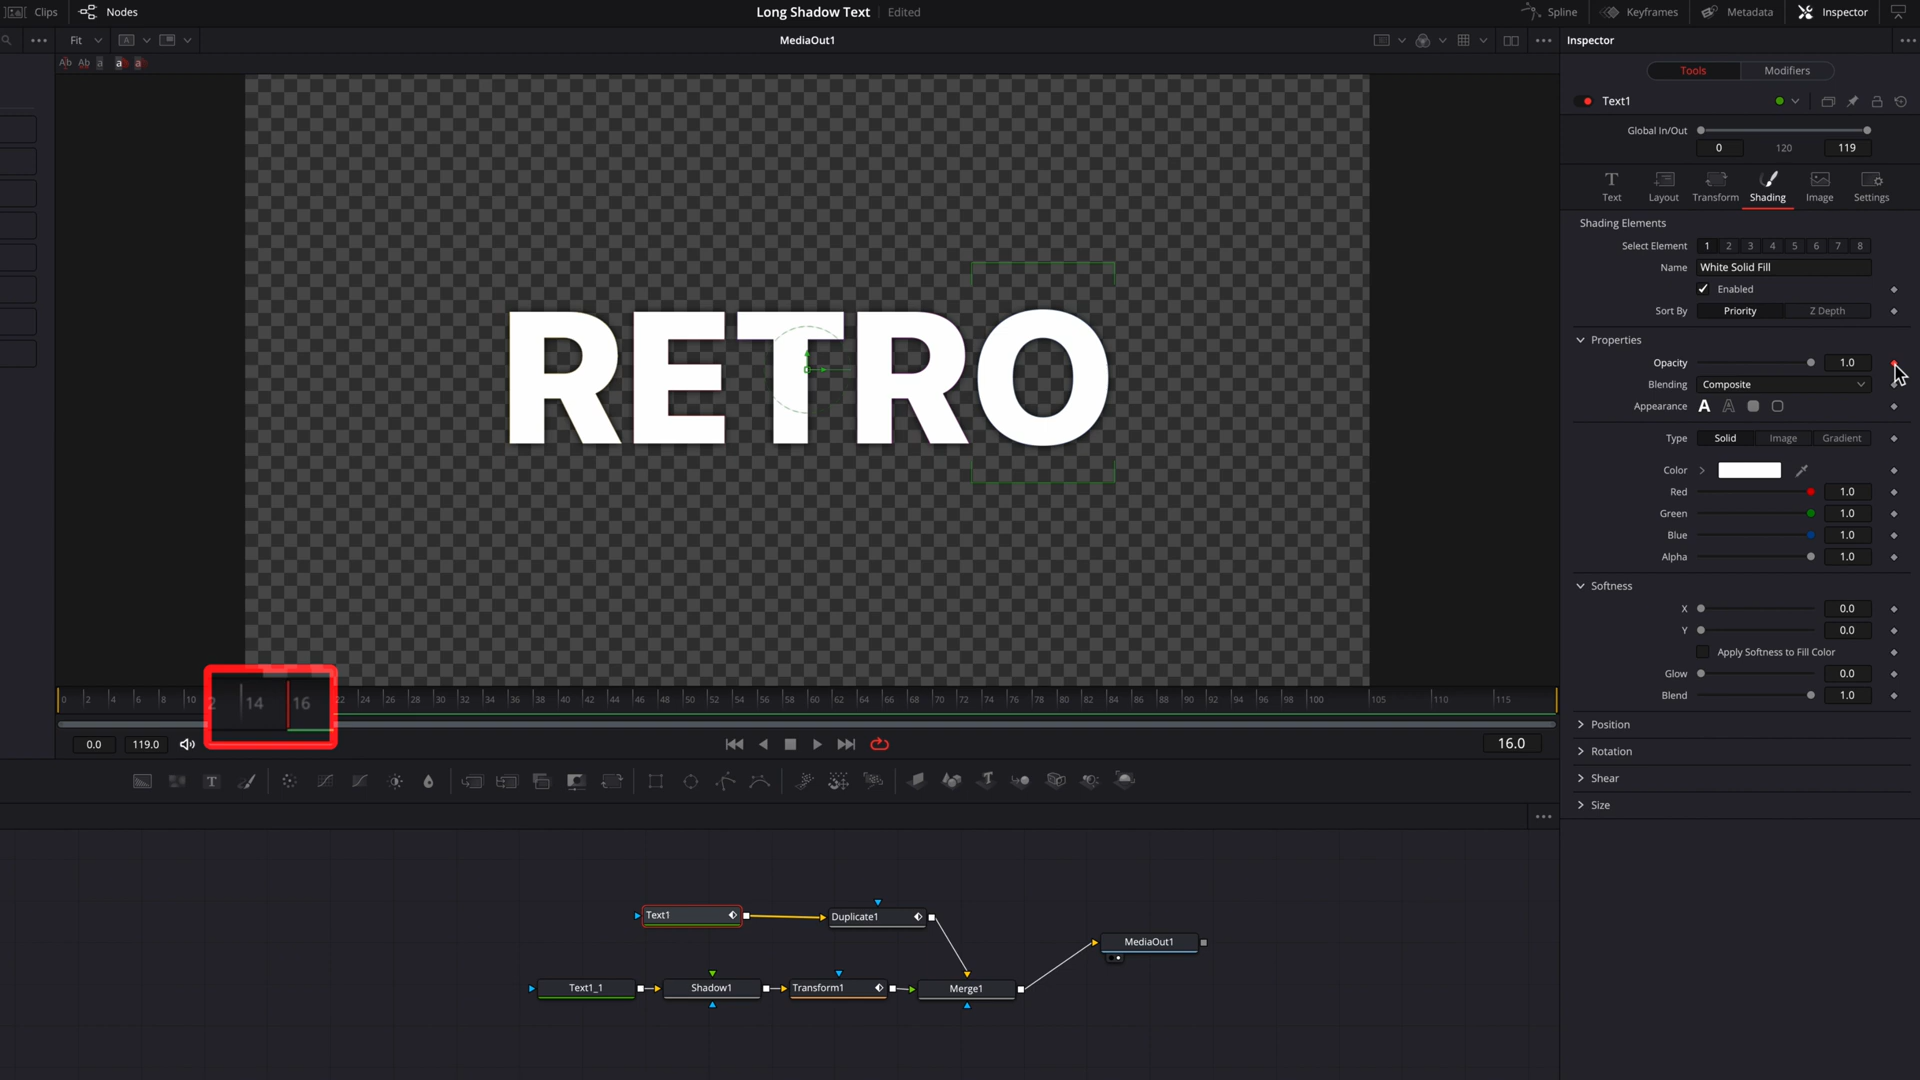 Clips
Nodes
Long Shadow Text
Edited
Spline
Keyframes
Metadata
Inspector
Fit
MediaOut1
Inspector
Ab Ab a a a
Tools
Modifiers
Text1
Global In/Out
0
120
119
Text
Layout
Transform
Shading
Image
Settings
Shading Elements
Select Element 1 2 3 4 5 6 7 8
Name White Solid Fill
Enabled
Sort By Priority Z Depth
RETRO
Properties
Opacity 1.0
Blending Composite
Appearance
Type Solid Image Gradient
Color
Red 1.0
Green 1.0
Blue 1.0
Alpha 1.0
Softness
X 0.0
Y 0.0
Apply Softness to Fill Color
Glow 0.0
Blend 1.0
Position
Rotation
Shear
Size
0 2 4 6 8 10 2 14 16 22 24 26 28 30 32 34 36 38 40 42 44 46 48 50 52 54 56 58 60 62 64 66 68 70 72 74 76 78 80 82 84 86 88 90 92 94 96 98 100 110 115
0.0
119.0
16.0
Text1
Duplicate1
MediaOut1
Text1_1
Shadow1
Transform1
Merge1